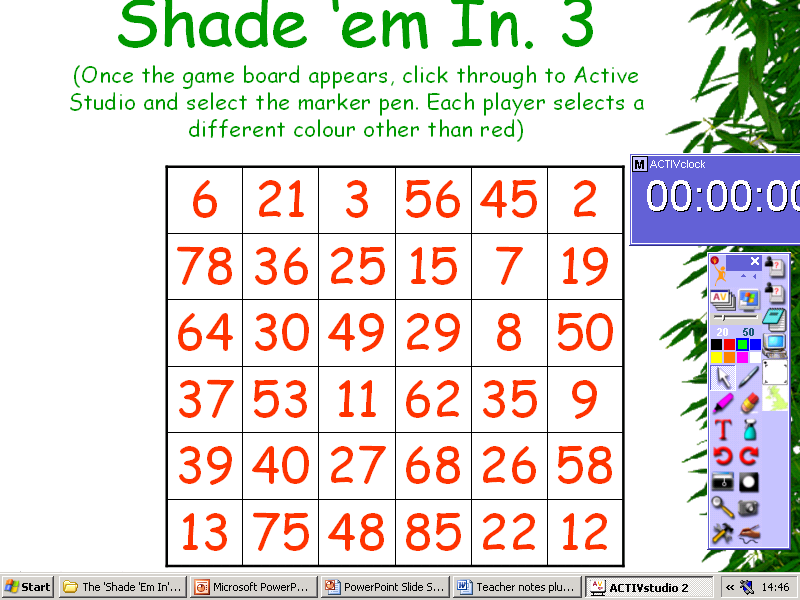 Shade ‘em In. 3
(Once the game board appears, click through to Active
Studio and select the marker pen. Each player selects a
different colour other than red)
M ACTIVclock
00:00:00
6 21 3 56 45 2
78 36 25 15 7 19
64 30 49 29 8 50
37 53 11 62 35 9
39 40 27 68 26 58
13 75 48 85 22 12
AV
20 50
T
Start
The 'Shade 'Em In'...
Microsoft PowerP...
PowerPoint Slide S...
Teacher notes plu...
ACTIVstudio 2
14:46